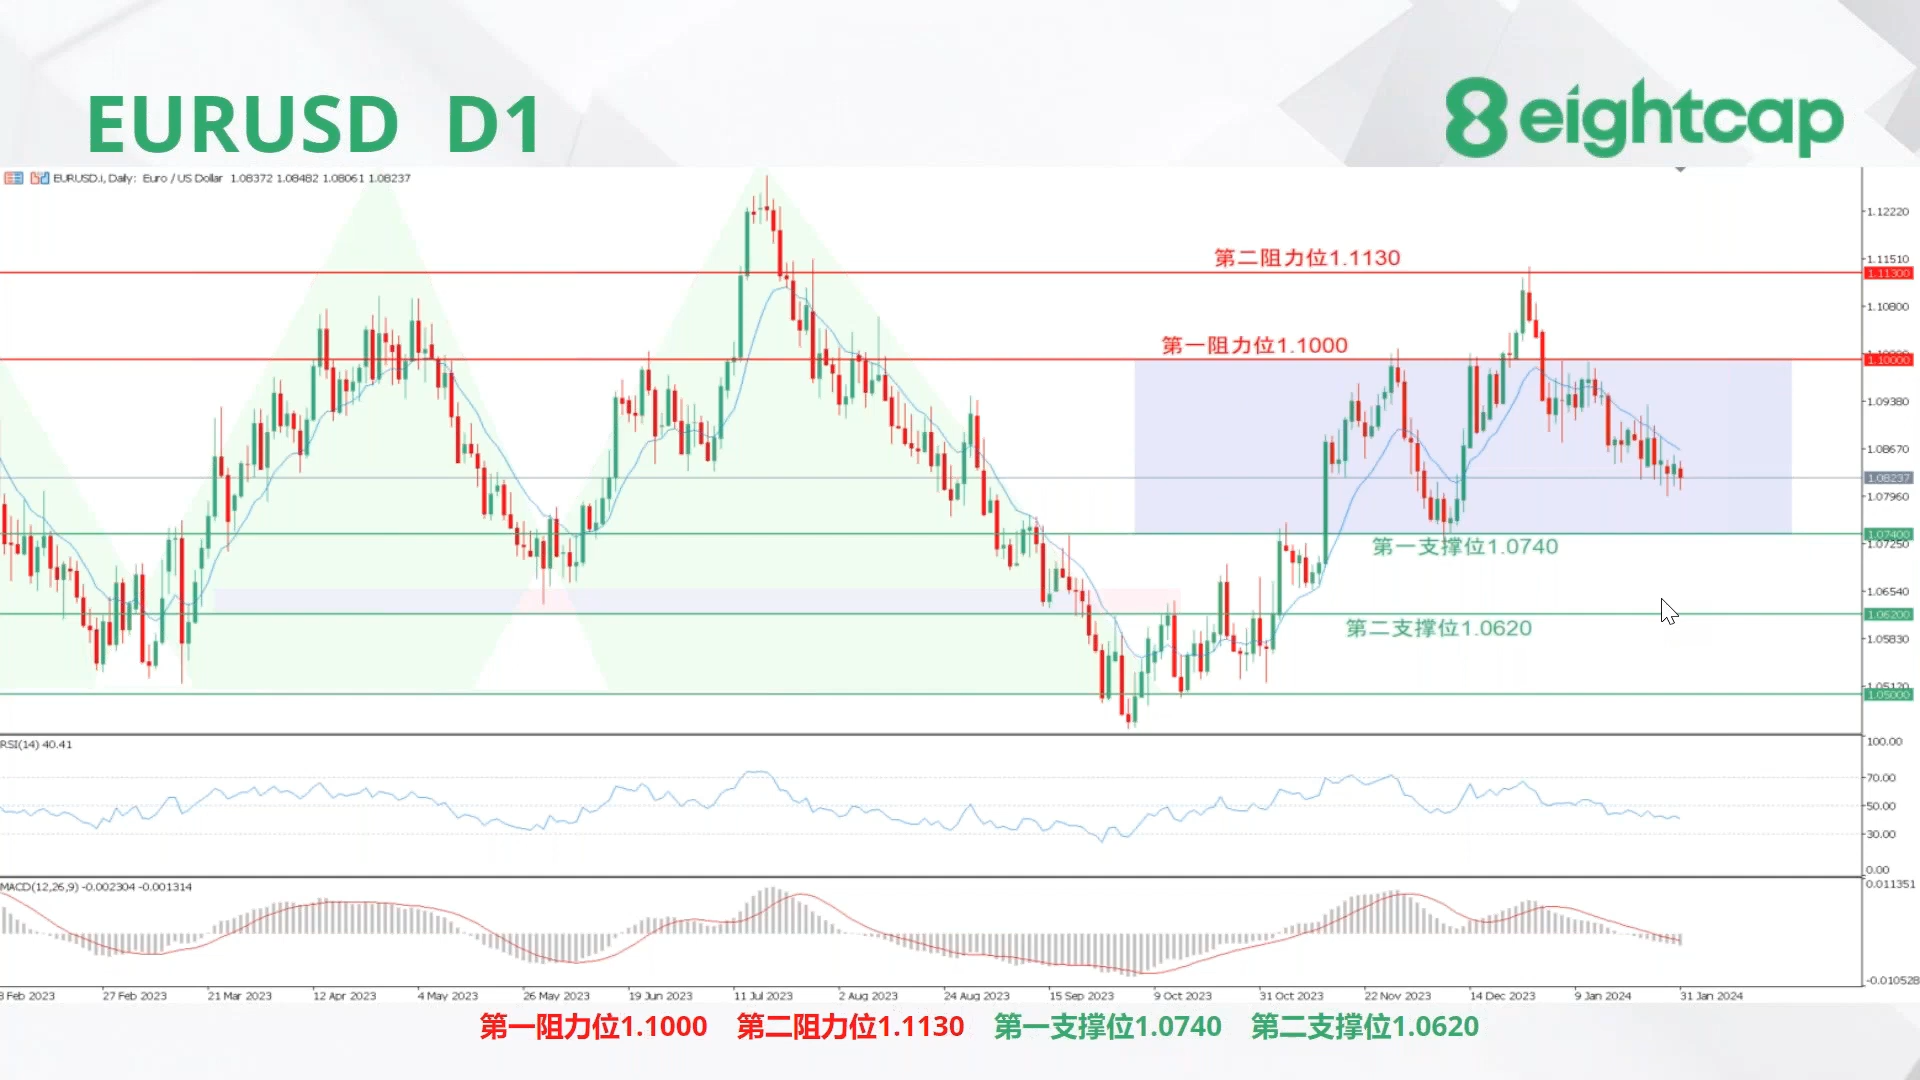 EURUSD D1
8 eightcap
EURUSD.i, Daily: Euro / US Dollar 1.08372 1.08482 1.08061 1.08237
1.12220
第二阻力位1.1130
1.11510
1.11300
1.10800
第一阻力位1.1000
1.10000
1.09380
1.08670
1.08237
1.07960
1.07400
第一支撑位1.0740
1.07250
1.06540
1.06200
第二支撑位1.0620
1.05830
1.05120
1.05000
RSI(14) 40.41
100.00
70.00
50.00
30.00
0.00
MACD(12,26,9) -0.002304 -0.001314
0.011351
-0.010528
Feb 2023 27 Feb 2023 21 Mar 2023 12 Apr 2023 4 May 2023 26 May 2023 19 Jun 2023 11 Jul 2023 2 Aug 2023 24 Aug 2023 15 Sep 2023 9 Oct 2023 31 Oct 2023 22 Nov 2023 14 Dec 2023 9 Jan 2024 31 Jan 2024
第一阻力位1.1000 第二阻力位1.1130 第一支撑位1.0740 第二支撑位1.0620